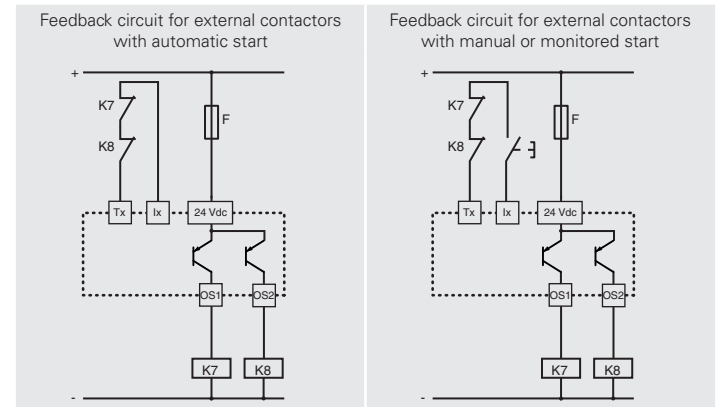 Feedback circuit for external contactors
with automatic start
+
K7
K8
F
Tx
Ix
24 Vdc
OS1
OS2
K7
K8
-
Feedback circuit for external contactors
with manual or monitored start
+
K7
K8
F
Tx
Ix
24 Vdc
OS1
OS2
K7
K8
-